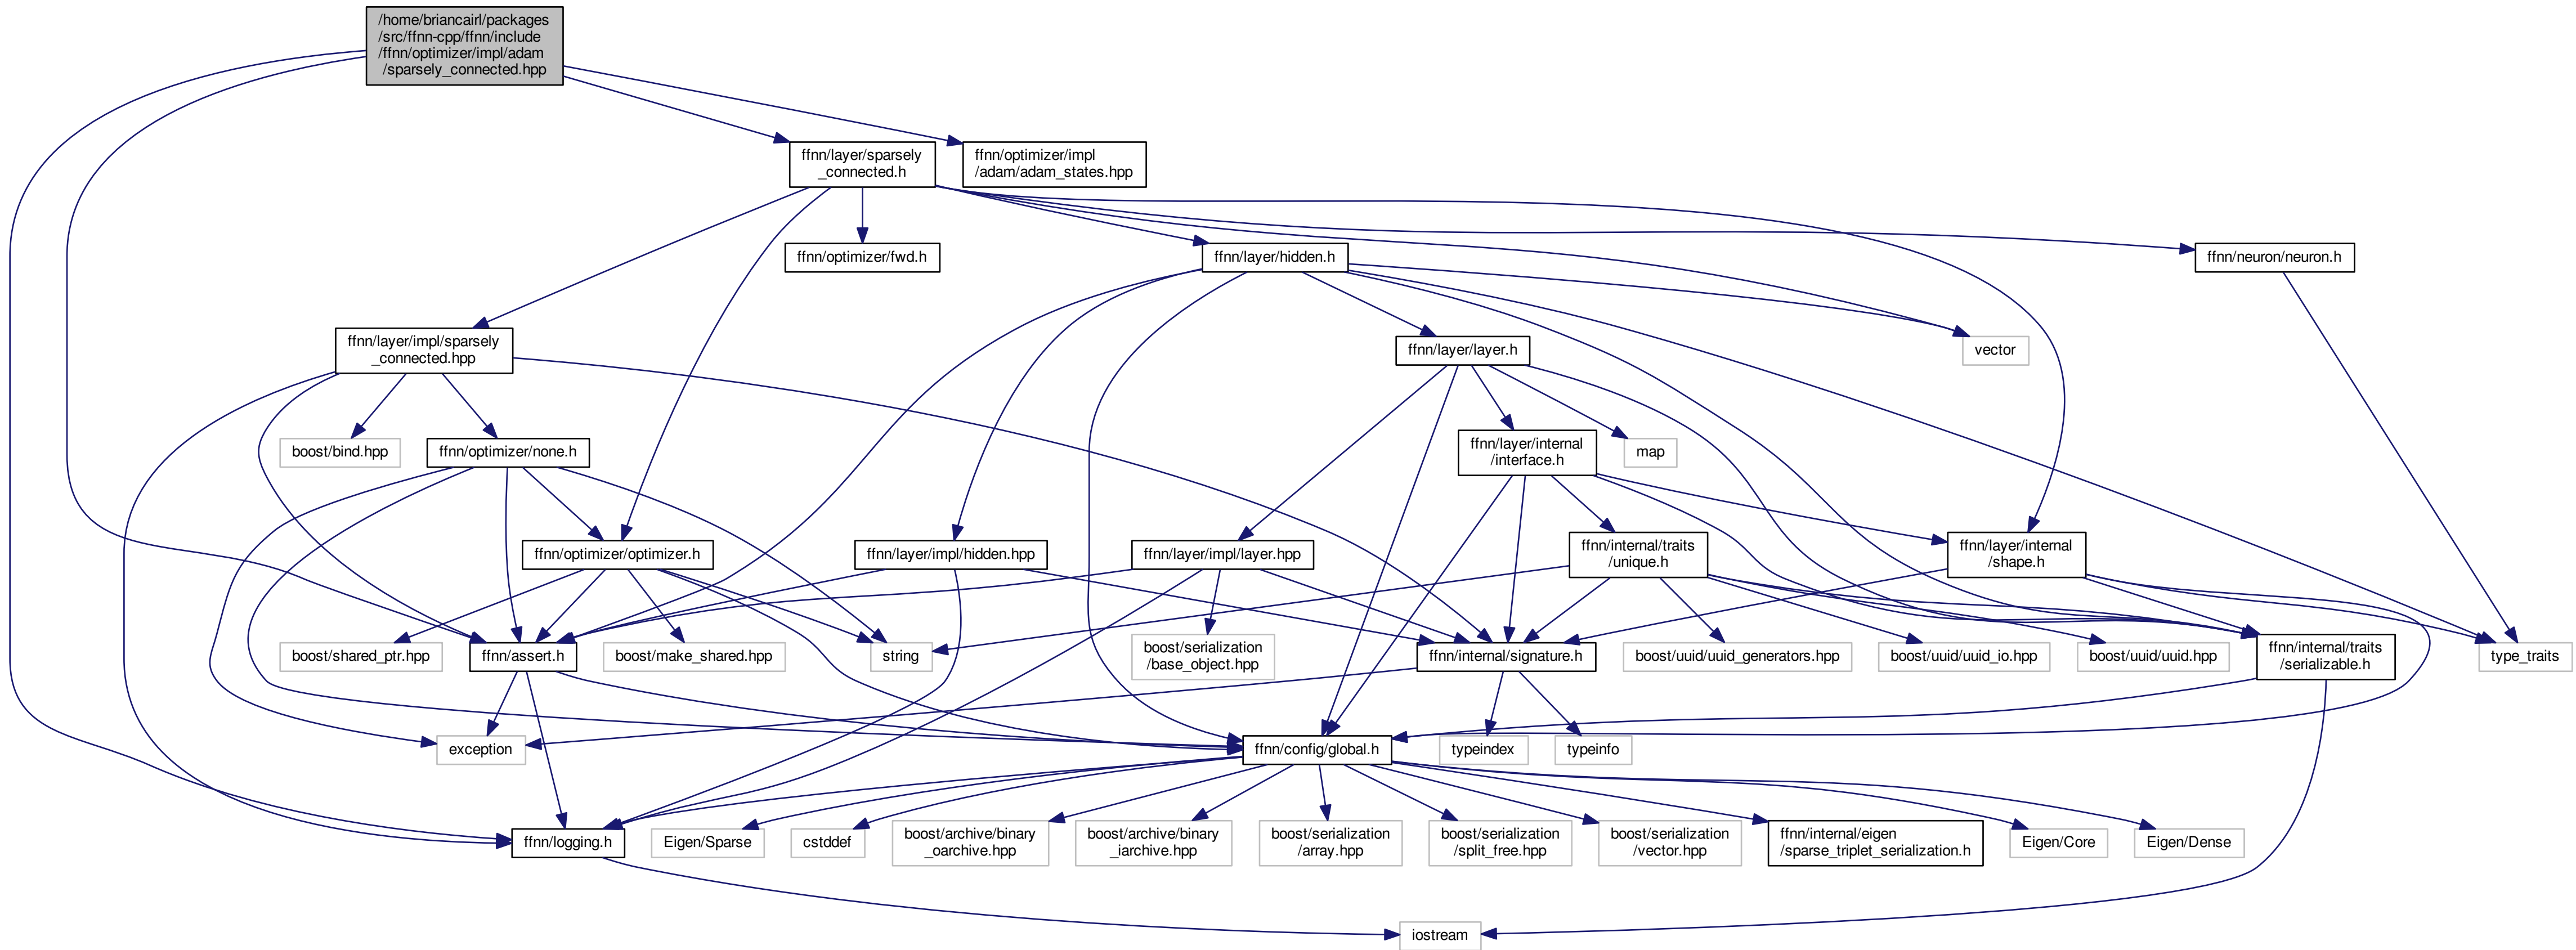 /home/briancairl/packages
/src/ffnn-cpp/ffnn/include
/ffnn/optimizer/impl/adam
/sparsely_connected.hpp
ffnn/layer/sparsely
_connected.h
ffnn/optimizer/impl
/adam/adam_states.hpp
ffnn/optimizer/fwd.h
ffnn/layer/hidden.h
ffnn/neuron/neuron.h
ffnn/layer/impl/sparsely
_connected.hpp
ffnn/layer/layer.h
vector
boost/bind.hpp
ffnn/optimizer/none.h
ffnn/layer/internal
/interface.h
map
ffnn/optimizer/optimizer.h
ffnn/layer/impl/hidden.hpp
ffnn/layer/impl/layer.hpp
ffnn/internal/traits
/unique.h
ffnn/layer/internal
/shape.h
boost/shared_ptr.hpp
ffnn/assert.h
boost/make_shared.hpp
string
boost/serialization
/base_object.hpp
ffnn/internal/signature.h
boost/uuid/uuid_generators.hpp
boost/uuid/uuid_io.hpp
boost/uuid/uuid.hpp
ffnn/internal/traits
/serializable.h
type_traits
exception
ffnn/config/global.h
typeindex
typeinfo
ffnn/logging.h
Eigen/Sparse
cstddef
boost/archive/binary
_oarchive.hpp
boost/archive/binary
_iarchive.hpp
boost/serialization
/array.hpp
boost/serialization
/split_free.hpp
boost/serialization
/vector.hpp
ffnn/internal/eigen
/sparse_triplet_serialization.h
Eigen/Core
Eigen/Dense
iostream